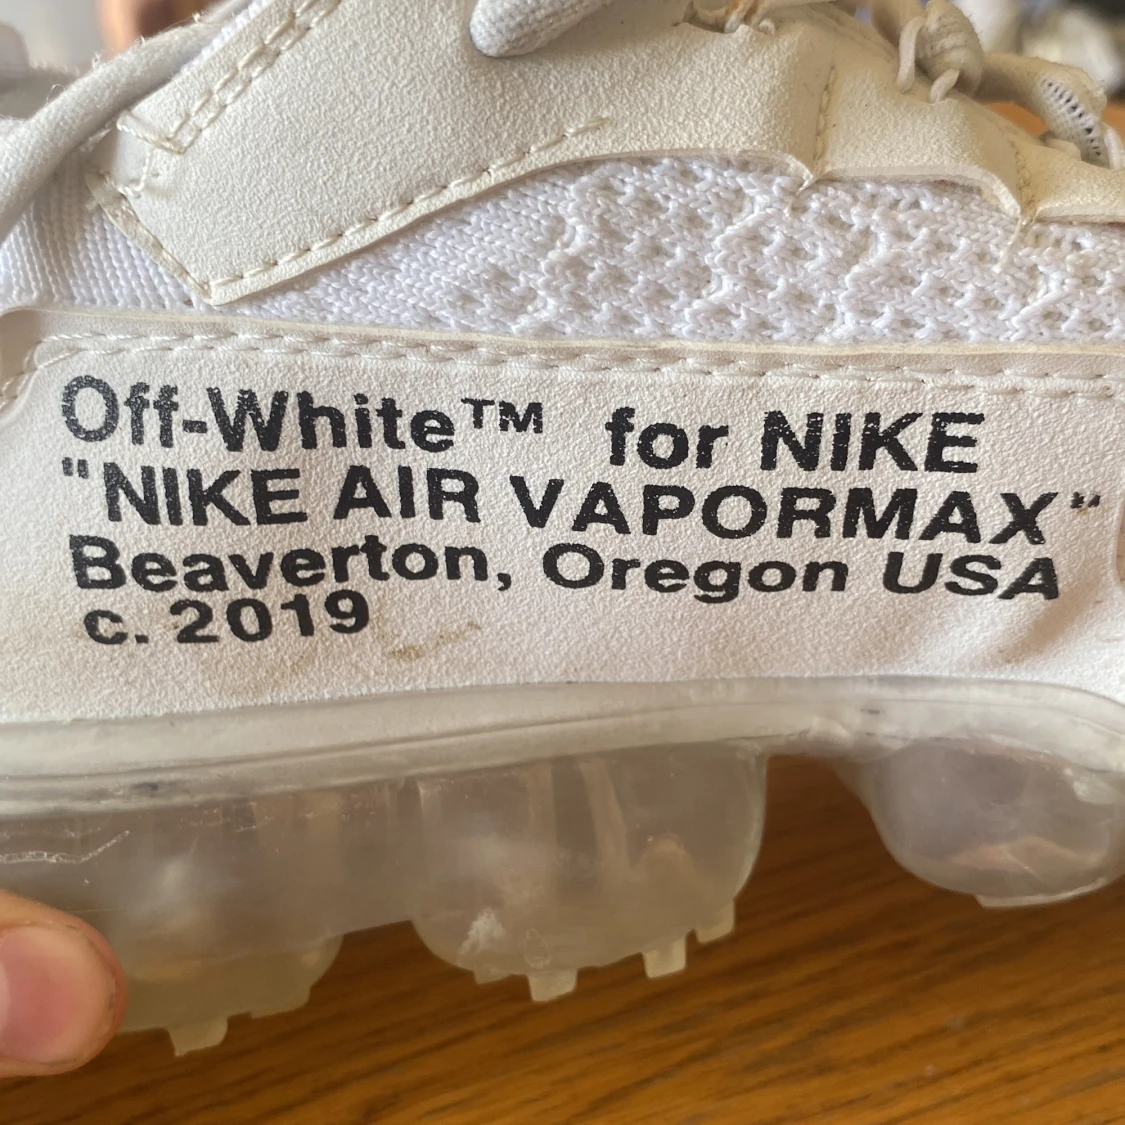 Off-White™ for NIKE
"NIKE AIR VAPORMAX"
Beaverton, Oregon USA
c. 2019